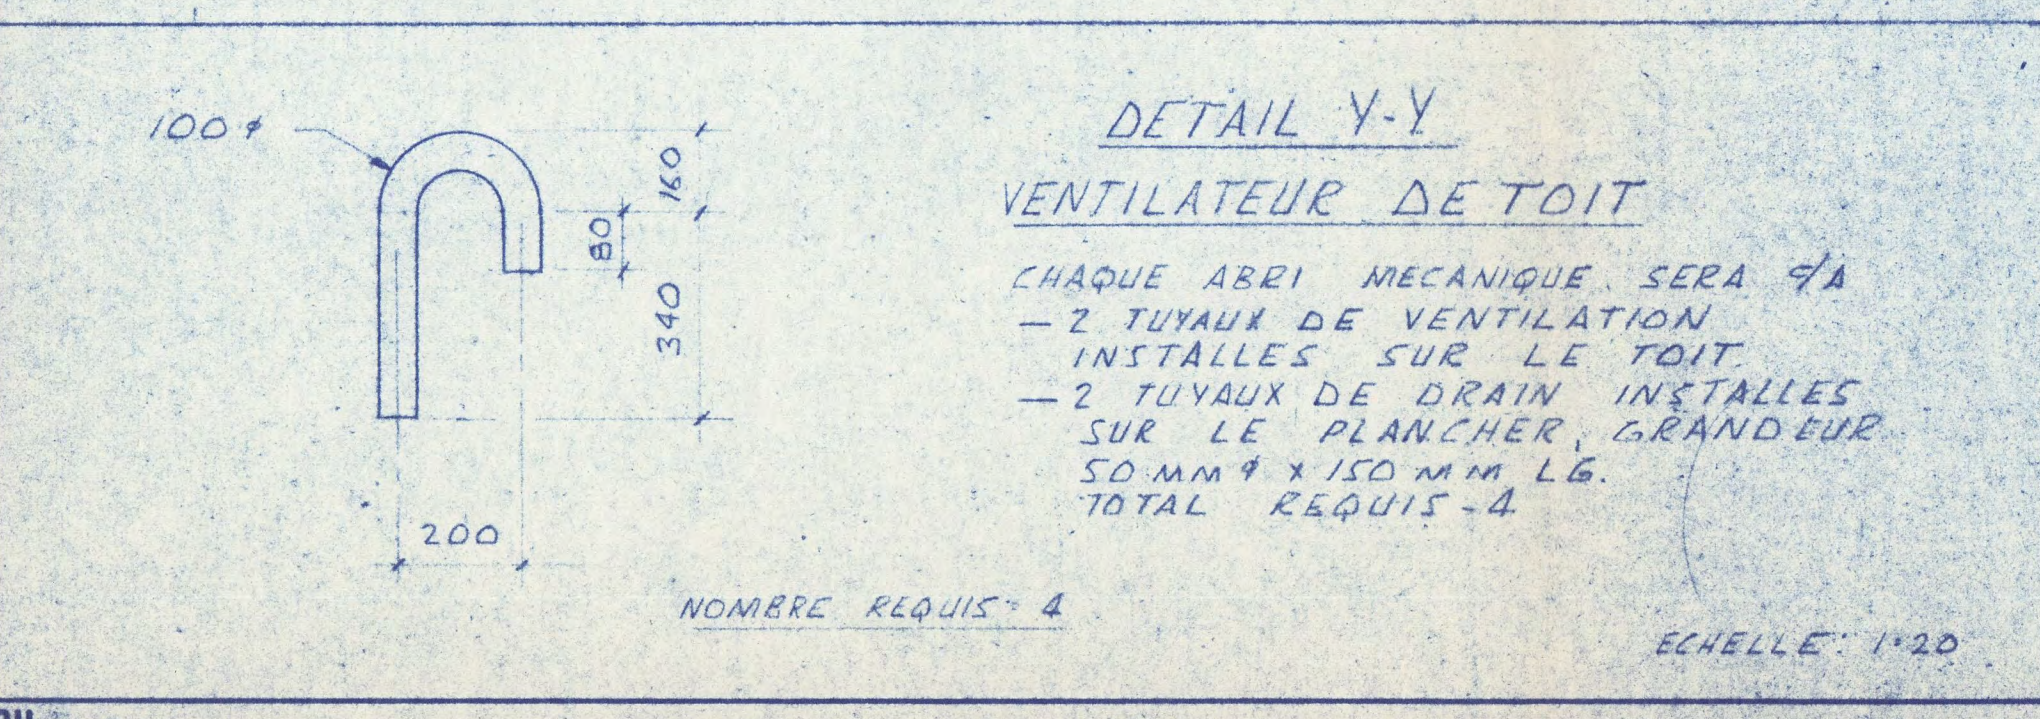 100 ø
160
80
340
200
DETAIL Y-Y
VENTILATEUR DE TOIT
CHAQUE ABRI MECANIQUE SERA c/A
— 2 TUYAUX DE VENTILATION
INSTALLES SUR LE TOIT.
— 2 TUYAUX DE DRAIN INSTALLES
SUR LE PLANCHER, GRANDEUR
50 MM ø X 150 MM LG.
TOTAL REQUIS - 4
NOMBRE REQUIS - 4
ECHELLE: 1:20